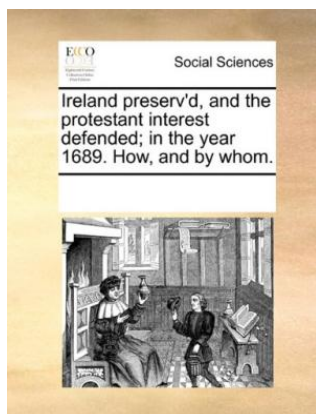 ECCO
Social Sciences
Ireland preserv'd, and the
protestant interest
defended; in the year
1689. How, and by whom.